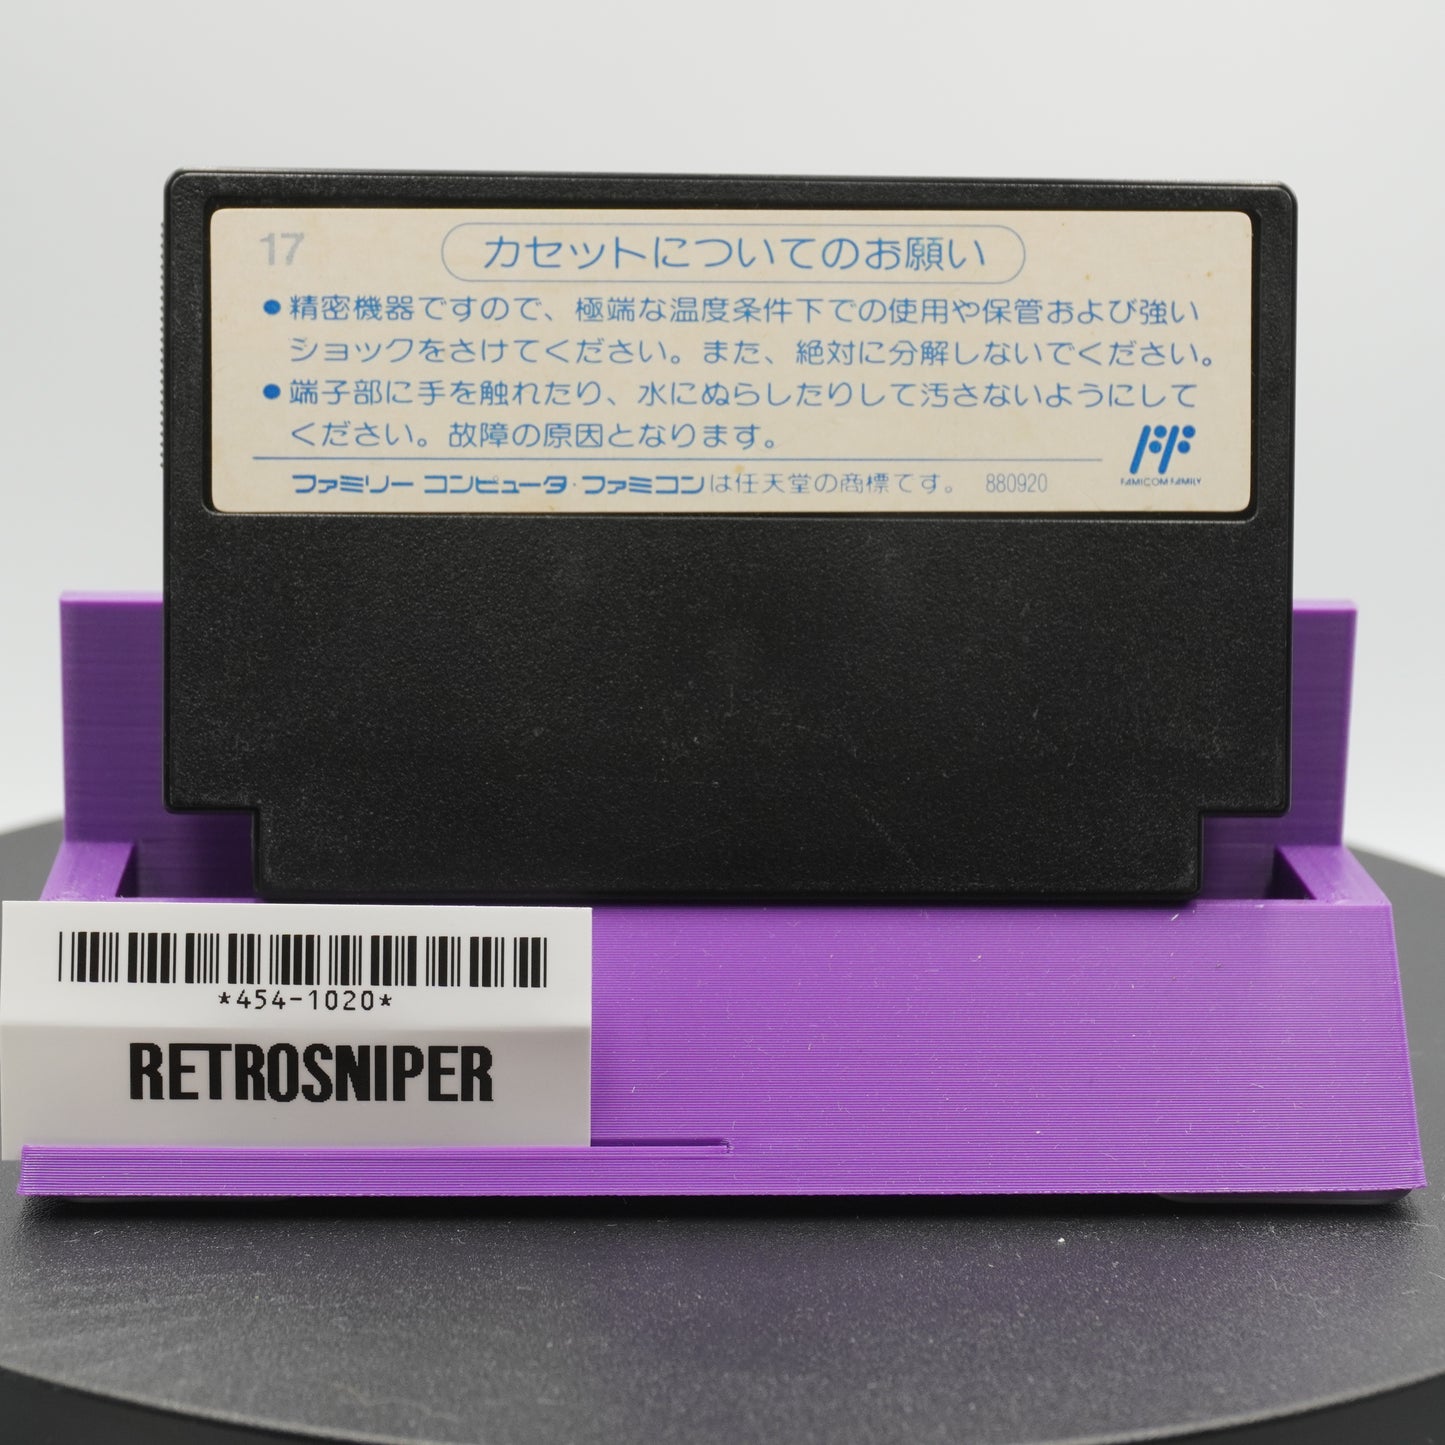 17
カセットについてのお願い
●精密機器ですので、極端な温度条件下での使用や保管および強い
ショックをさけてください。また、絶対に分解しないでください。
●端子部に手を触れたり、水にぬらしたりして汚さないようにして
ください。故障の原因となります。
FAMICOM FAMILY
ファミリー コンピュータ・ファミコンは任天堂の商標です。 880920
*454-1020*
RETROSNIPER